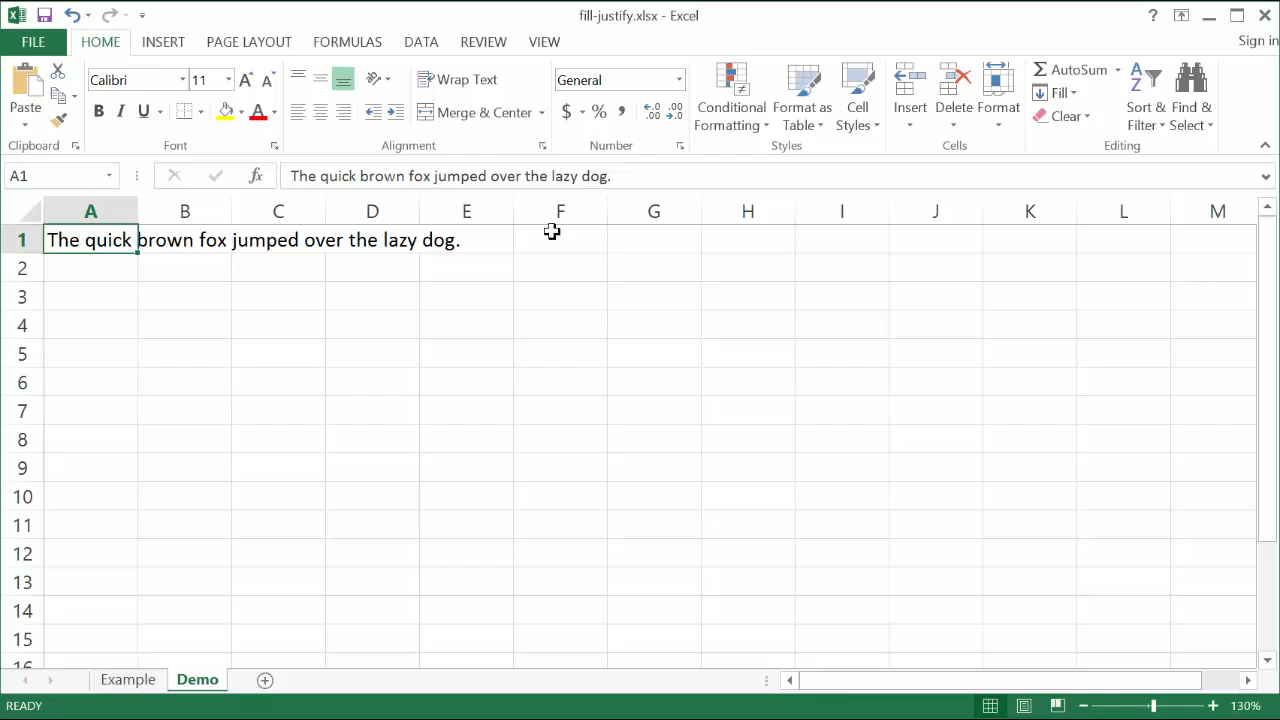 fill-justify.xlsx - Excel
FILE HOME INSERT PAGE LAYOUT FORMULAS DATA REVIEW VIEW Sign in
Paste Calibri 11 Wrap Text General Conditional Formatting Format as Table Cell Styles Insert Delete Format AutoSum Sort & Filter Find & Select
B I U Merge & Center $ % , Fill
Clear
Clipboard Font Alignment Number Styles Cells Editing
A1 fx The quick brown fox jumped over the lazy dog.
A B C D E F G H I J K L M
1 The quick brown fox jumped over the lazy dog.
2
3
4
5
6
7
8
9
10
11
12
13
14
15
16
Example Demo
READY 130%